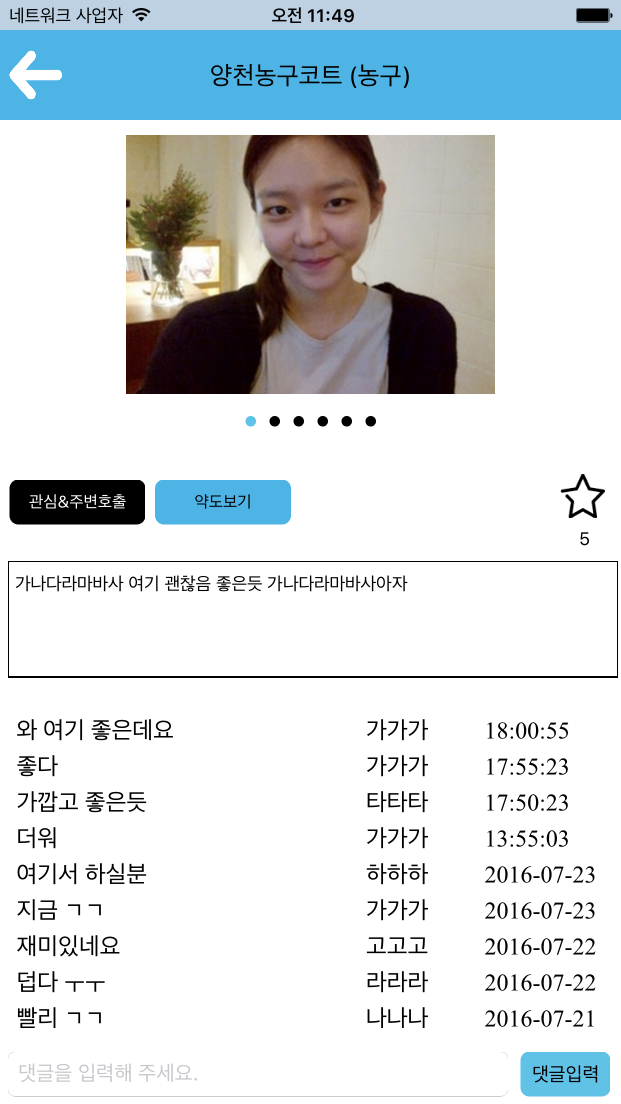 네트워크 사업자 오전 11:49
양천농구코트 (농구)
관심&주변호출 약도보기
5
가나다라마바사 여기 괜찮음 좋은듯 가나다라마바사아자
와 여기 좋은데요 가가가 18:00:55
좋다 가가가 17:55:23
가깝고 좋은듯 타타타 17:50:23
더워 가가가 13:55:03
여기서 하실분 하하하 2016-07-23
지금 ㄱㄱ 가가가 2016-07-23
재미있네요 고고고 2016-07-22
덥다 ㅜㅜ 라라라 2016-07-22
빨리 ㄱㄱ 나나나 2016-07-21
댓글을 입력해 주세요. 댓글입력